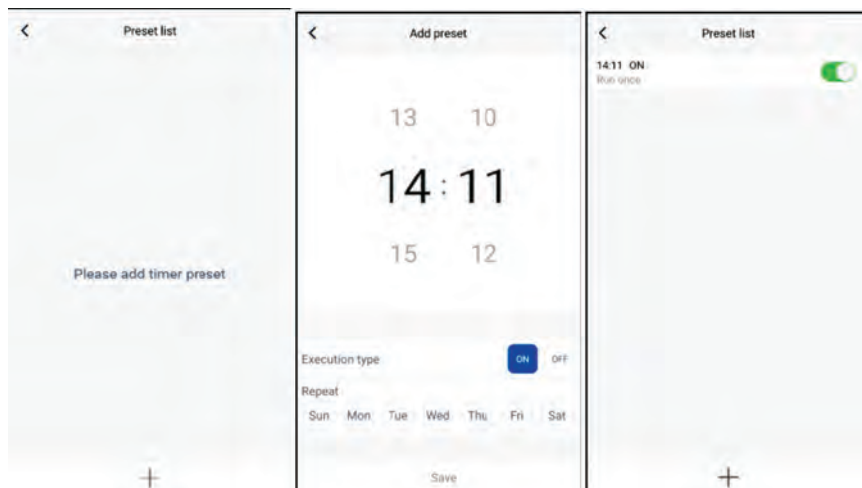 Preset list
Please add timer preset
+
Add preset
13 10
14 : 11
15 12
Execution type ON OFF
Repeat
Sun Mon Tue Wed Thu Fri Sat
Save
Preset list
14:11 ON
Run once
+